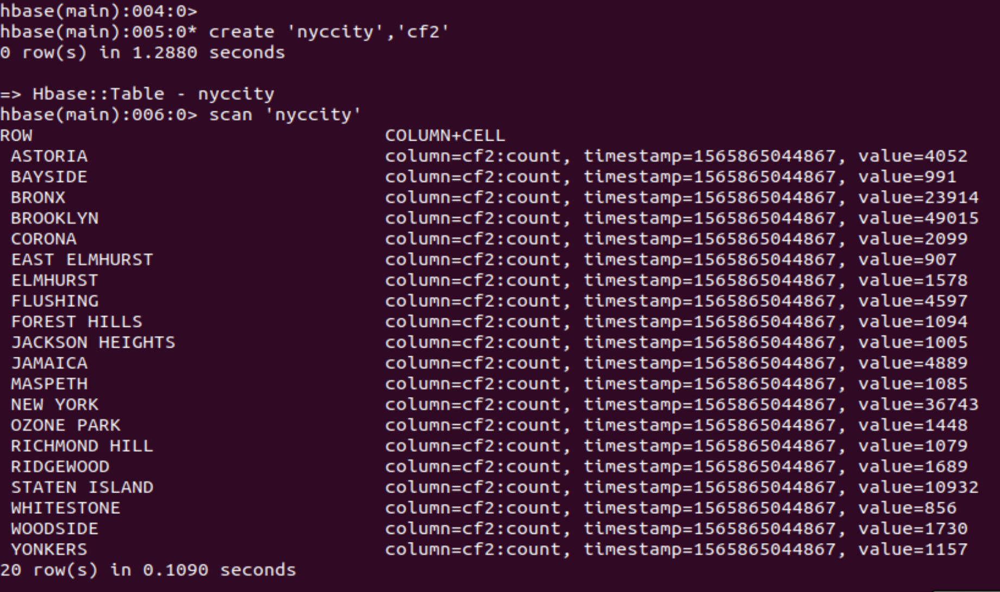 hbase(main):004:0>
hbase(main):005:0* create 'nyccity','cf2'
0 row(s) in 1.2880 seconds
=> Hbase::Table - nyccity
hbase(main):006:0> scan 'nyccity'
ROW COLUMN+CELL
ASTORIA column=cf2:count, timestamp=1565865044867, value=4052
BAYSIDE column=cf2:count, timestamp=1565865044867, value=991
BRONX column=cf2:count, timestamp=1565865044867, value=23914
BROOKLYN column=cf2:count, timestamp=1565865044867, value=49015
CORONA column=cf2:count, timestamp=1565865044867, value=2099
EAST ELMHURST column=cf2:count, timestamp=1565865044867, value=907
ELMHURST column=cf2:count, timestamp=1565865044867, value=1578
FLUSHING column=cf2:count, timestamp=1565865044867, value=4597
FOREST HILLS column=cf2:count, timestamp=1565865044867, value=1094
JACKSON HEIGHTS column=cf2:count, timestamp=1565865044867, value=1005
JAMAICA column=cf2:count, timestamp=1565865044867, value=4889
MASPETH column=cf2:count, timestamp=1565865044867, value=1085
NEW YORK column=cf2:count, timestamp=1565865044867, value=36743
OZONE PARK column=cf2:count, timestamp=1565865044867, value=1448
RICHMOND HILL column=cf2:count, timestamp=1565865044867, value=1079
RIDGEWOOD column=cf2:count, timestamp=1565865044867, value=1689
STATEN ISLAND column=cf2:count, timestamp=1565865044867, value=10932
WHITESTONE column=cf2:count, timestamp=1565865044867, value=856
WOODSIDE column=cf2:count, timestamp=1565865044867, value=1730
YONKERS column=cf2:count, timestamp=1565865044867, value=1157
20 row(s) in 0.1090 seconds